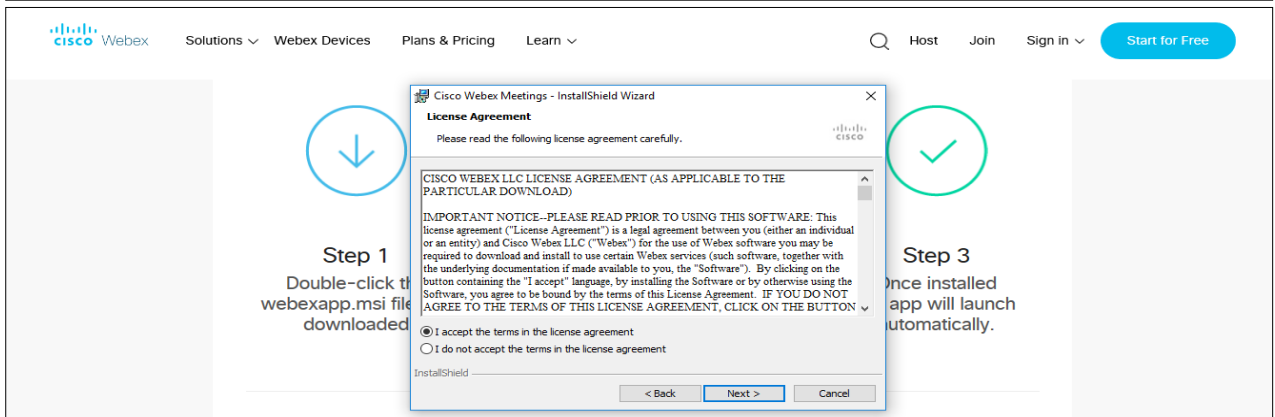 CISCO Webex
Solutions
Webex Devices
Plans & Pricing
Learn
Host
Join
Sign in
Start for Free
Cisco Webex Meetings - InstallShield Wizard
License Agreement
Please read the following license agreement carefully.
CISCO
CISCO WEBEX LLC LICENSE AGREEMENT (AS APPLICABLE TO THE
PARTICULAR DOWNLOAD)
IMPORTANT NOTICE--PLEASE READ PRIOR TO USING THIS SOFTWARE: This
license agreement ("License Agreement") is a legal agreement between you (either an individual
or an entity) and Cisco Webex LLC ("Webex") for the use of Webex software you may be
required to download and install to use certain Webex services (such software, together with
the underlying documentation if made available to you, the "Software"). By clicking on the
button containing the "I accept" language, by installing the Software or by otherwise using the
Software, you agree to be bound by the terms of this License Agreement. IF YOU DO NOT
AGREE TO THE TERMS OF THIS LICENSE AGREEMENT, CLICK ON THE BUTTON
I accept the terms in the license agreement
I do not accept the terms in the license agreement
InstallShield
< Back
Next >
Cancel
Step 1
Double-click
webexapp.msi file
downloaded
Step 3
installed
app will launch
automatically.